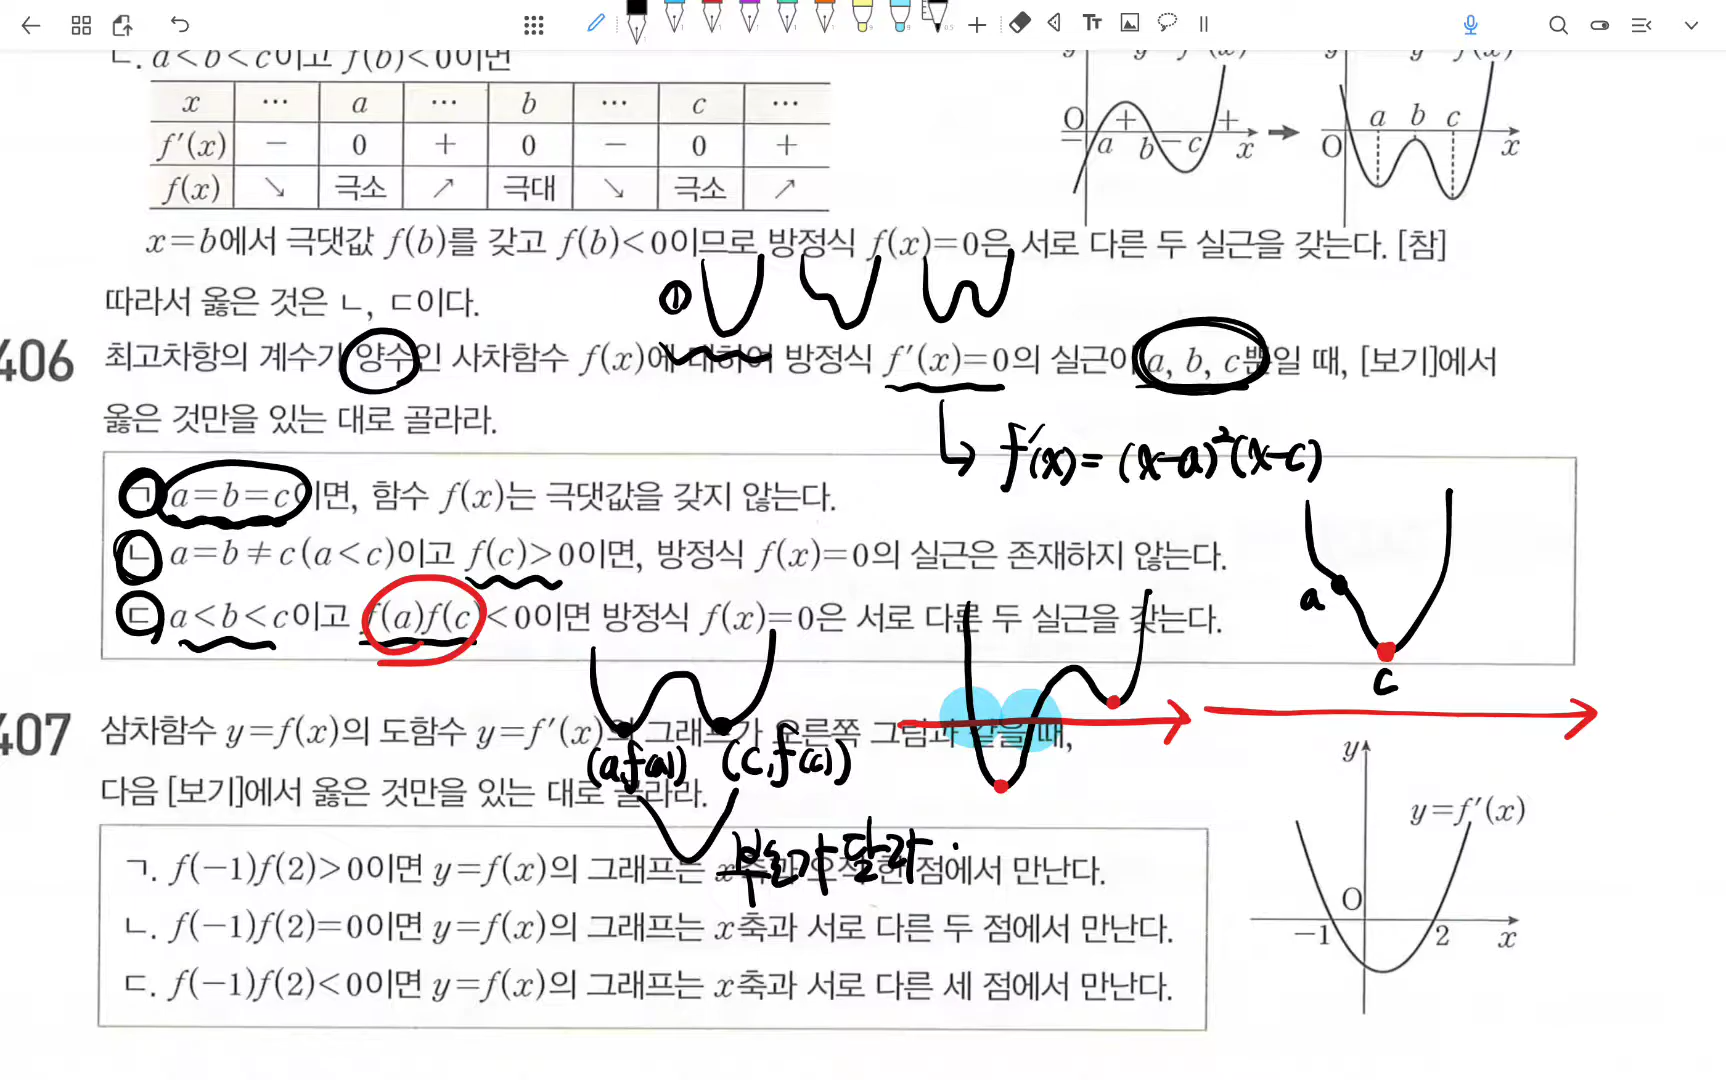 ㄷ. a<b<c이고 f(b)<0이면
x ⋯ a ⋯ b ⋯ c ⋯
f′(x) − 0 + 0 − 0 +
f(x) ↘ 극소 ↗ 극대 ↘ 극소 ↗
O a b c x + − + −
y=f(x)
a b c
O x
x=b에서 극댓값 f(b)를 갖고 f(b)<0이므로 방정식 f(x)=0은 서로 다른 두 실근을 갖는다. [참]
따라서 옳은 것은 ㄴ, ㄷ이다.
①
406 최고차항의 계수가 양수인 사차함수 f(x)에 대하여 방정식 f′(x)=0의 실근이 a, b, c뿐일 때, [보기]에서
옳은 것만을 있는 대로 골라라.
f′(x)=(x-a)²(x-c)
ㄱ a=b=c이면, 함수 f(x)는 극댓값을 갖지 않는다.
ㄴ a=b≠c(a<c)이고 f(c)>0이면, 방정식 f(x)=0의 실근은 존재하지 않는다.
ㄷ a<b<c이고 f(a)f(c)<0이면 방정식 f(x)=0은 서로 다른 두 실근을 갖는다.
a
c
407 삼차함수 y=f(x)의 도함수 y=f′(x)의 그래프가 오른쪽 그림과 같을 때,
(a,f(a)) (c,f(c))
다음 [보기]에서 옳은 것만을 있는 대로 골라라.
부호가 달라
ㄱ. f(−1)f(2)>0이면 y=f(x)의 그래프는 x축과 오직 한 점에서 만난다.
ㄴ. f(−1)f(2)=0이면 y=f(x)의 그래프는 x축과 서로 다른 두 점에서 만난다.
ㄷ. f(−1)f(2)<0이면 y=f(x)의 그래프는 x축과 서로 다른 세 점에서 만난다.
y
y=f′(x)
O
−1 2 x